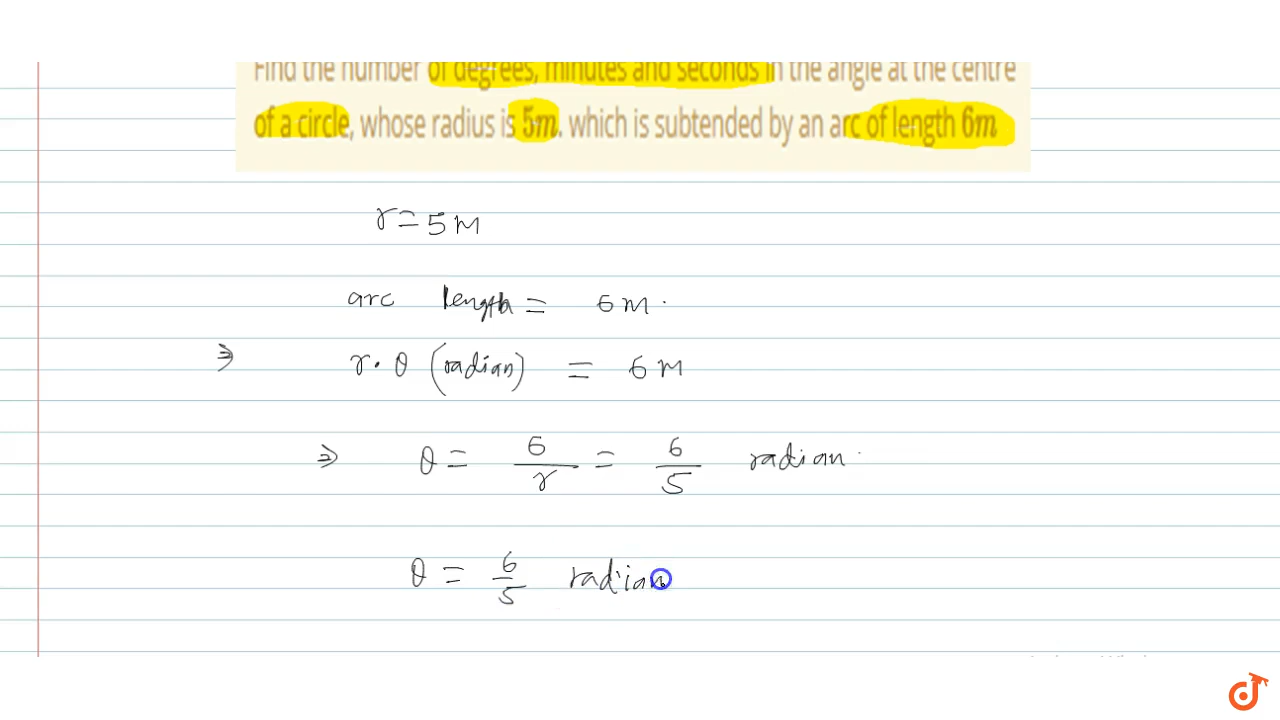 Find the number of degrees, minutes and seconds in the angle at the centre
of a circle, whose radius is 5m. which is subtended by an arc of length 6m
r = 5 m
arc length = 6 m.
⇒ r · θ (radian) = 6 m
⇒ θ = 6/r = 6/5 radian.
θ = 6/5 radian